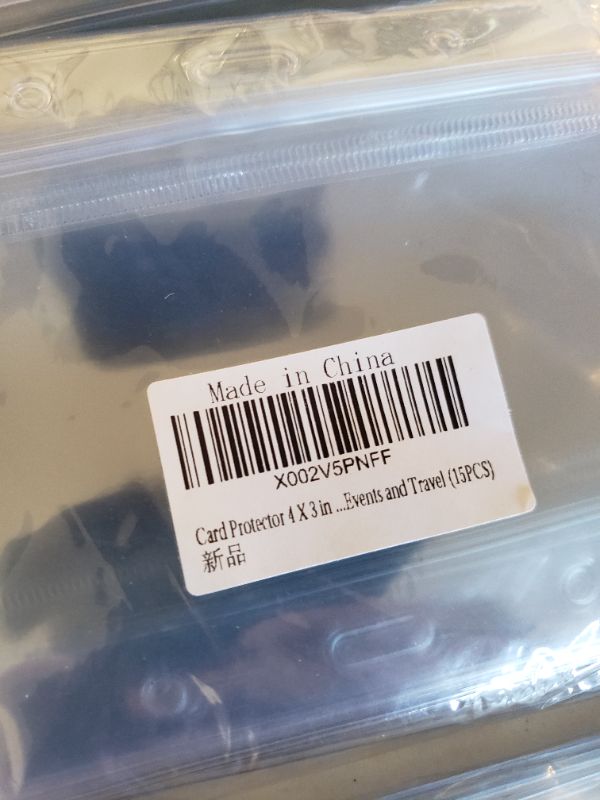 Made in China
X002V5PNFF
Card Protector 4 X 3 in ...Events and Travel (15PCS)
新品